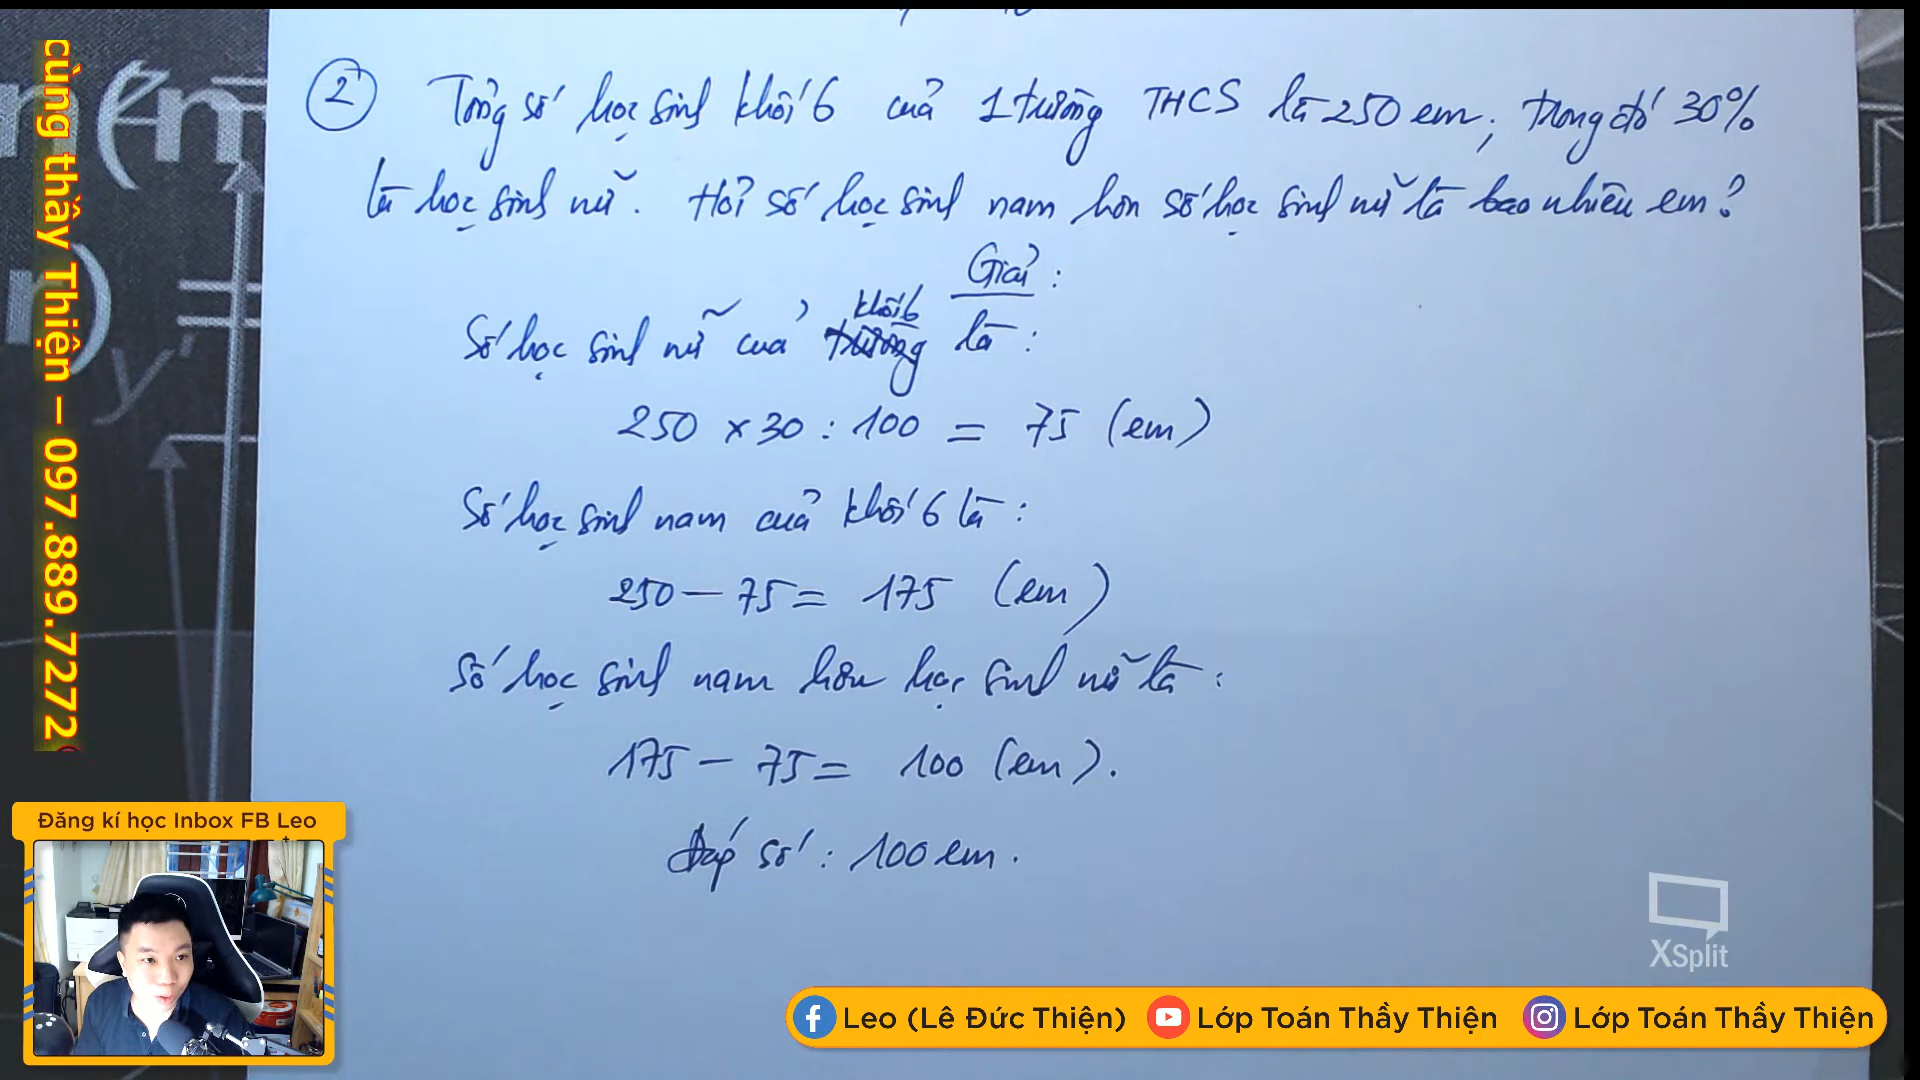 cùng thầy Thiện – 097.889.7272
② Tổng số học sinh khối 6 của 1 trường THCS là 250 em, trong đó 30%
là học sinh nữ. Hỏi số học sinh nam hơn số học sinh nữ là bao nhiêu em?
Giải:
khối 6
Số học sinh nữ của trường là:
250 × 30 : 100 = 75 (em)
Số học sinh nam của khối 6 là:
250 – 75 = 175 (em)
Số học sinh nam hơn học sinh nữ là:
175 – 75 = 100 (em).
Đáp số: 100 em.
Đăng kí học Inbox FB Leo
XSplit
Leo (Lê Đức Thiện) Lớp Toán Thầy Thiện Lớp Toán Thầy Thiện